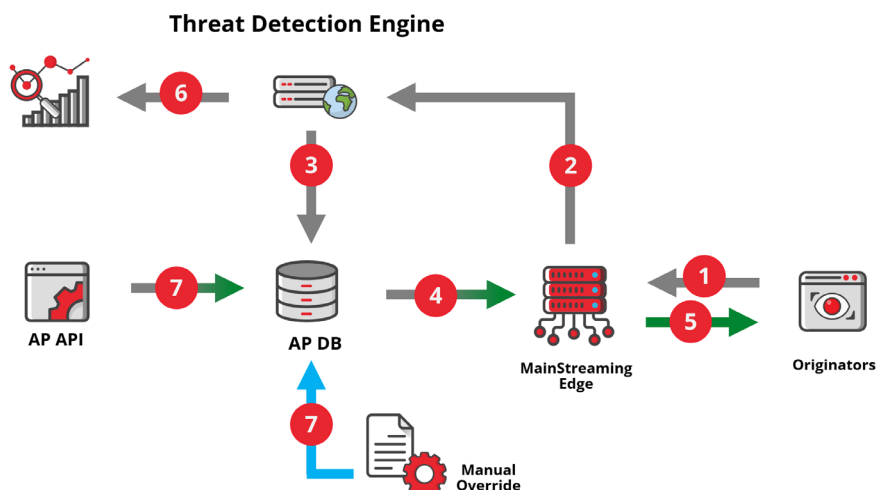 Threat Detection Engine
6
3
2
7
4
1
5
AP API
AP DB
MainStreaming
Edge
Originators
7
Manual
Override